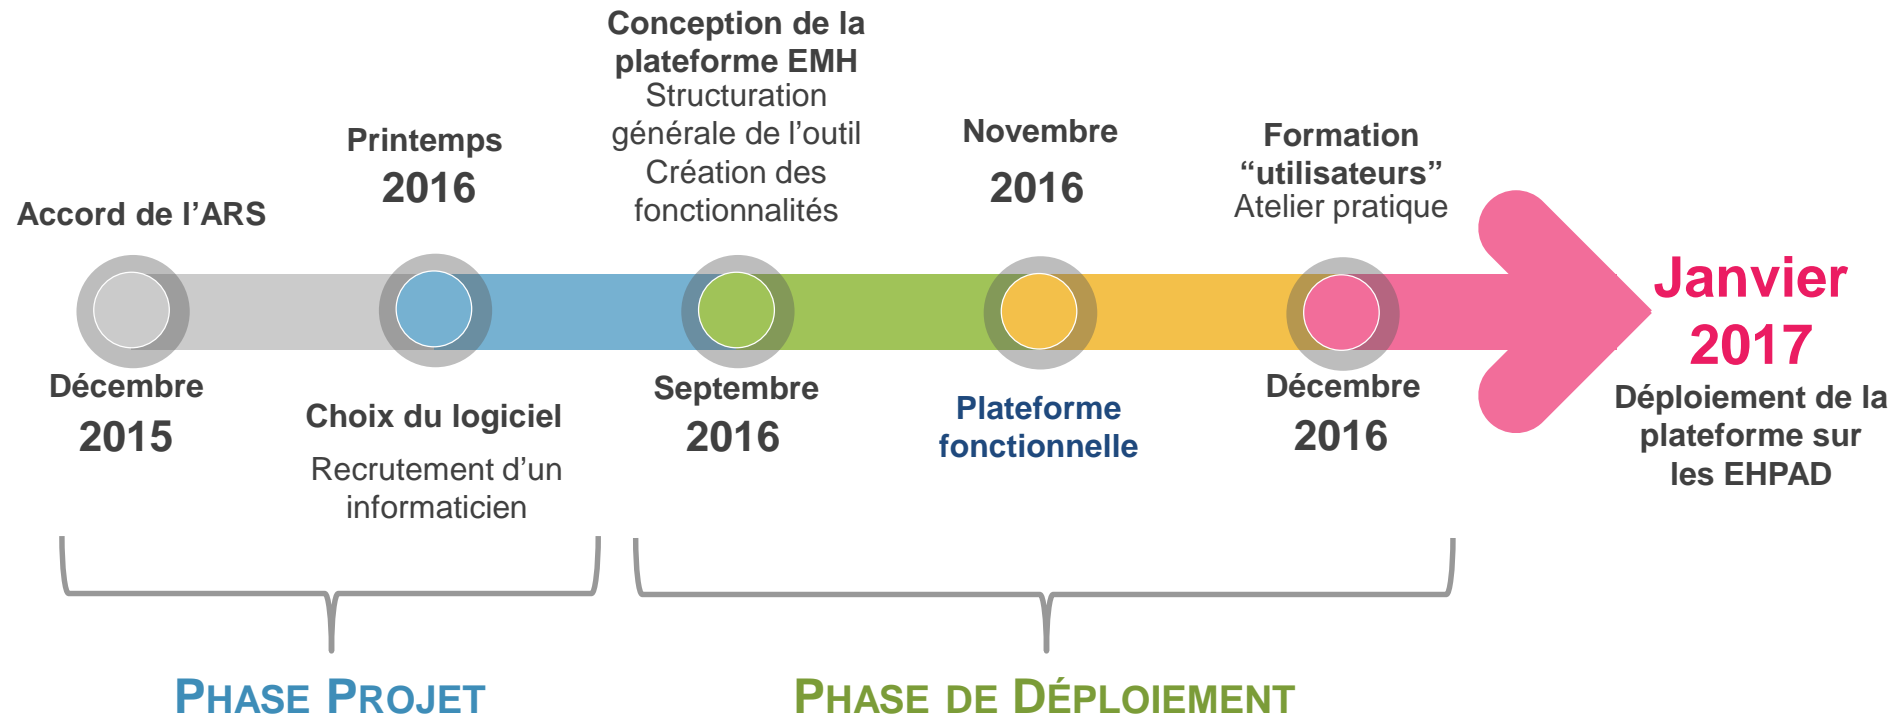 Accord de l’ARS
Décembre
2015
Printemps
2016
Choix du logiciel
Recrutement d’un
informaticien
Conception de la
plateforme EMH
Structuration
générale de l’outil
Création des
fonctionnalités
Septembre
2016
Novembre
2016
Plateforme
fonctionnelle
Formation
“utilisateurs”
Atelier pratique
Décembre
2016
Janvier
2017
Déploiement de la
plateforme sur
les EHPAD
PHASE PROJET
PHASE DE DÉPLOIEMENT